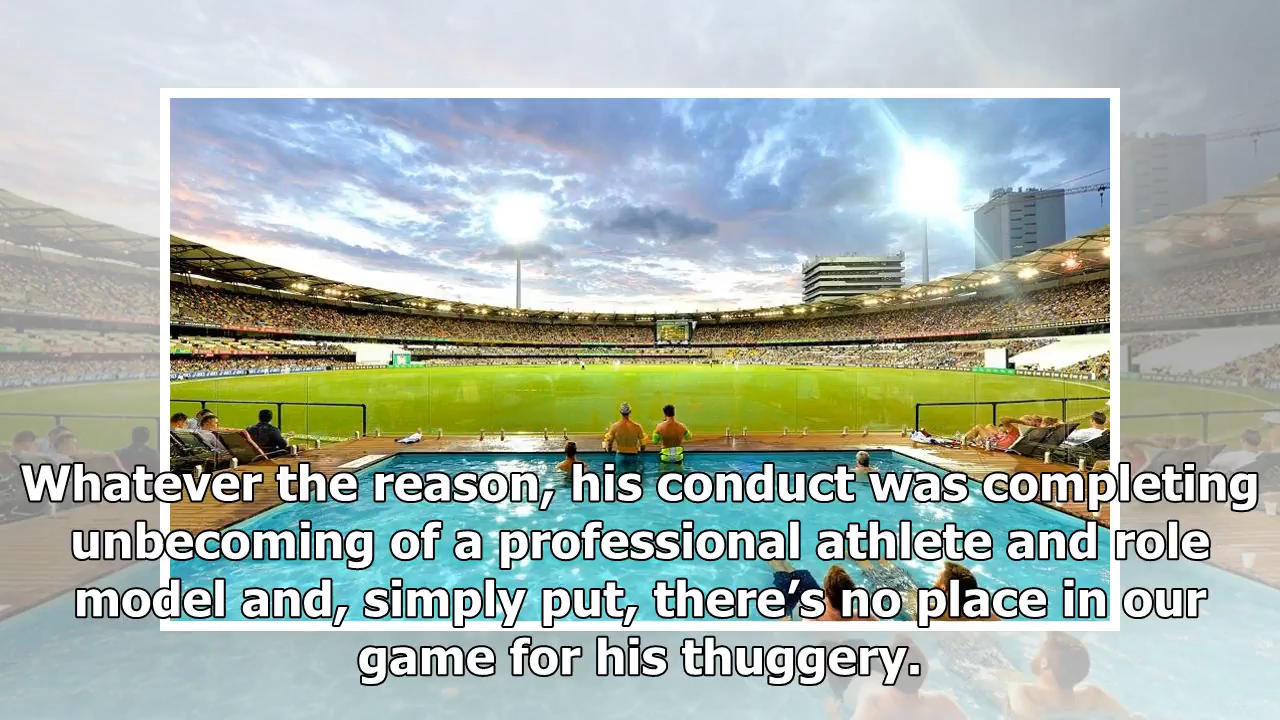 Whatever the reason, his conduct was completing
unbecoming of a professional athlete and role
model and, simply put, there’s no place in our
game for his thuggery.